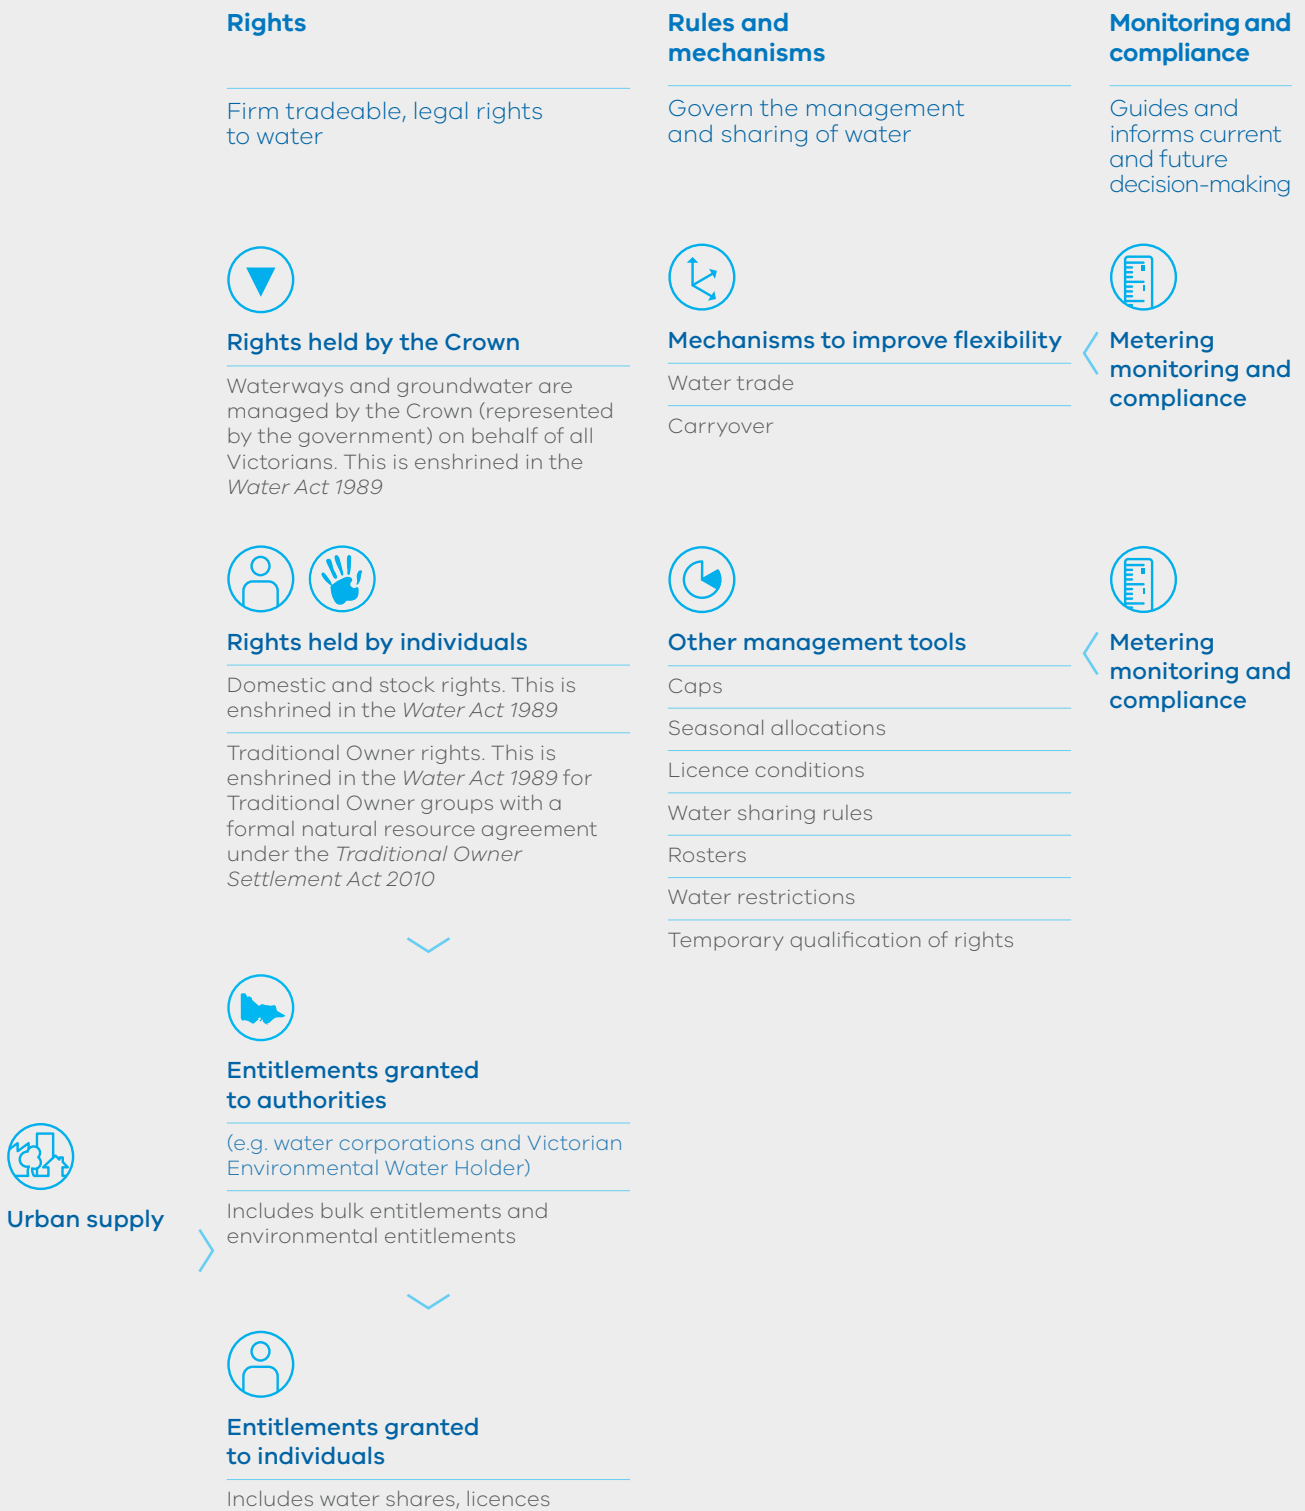 Rights
Firm tradeable, legal rights
to water
Rules and
mechanisms
Govern the management
and sharing of water
Monitoring and
compliance
Guides and
informs current
and future
decision-making
Rights held by the Crown
Waterways and groundwater are
managed by the Crown (represented
by the government) on behalf of all
Victorians. This is enshrined in the
Water Act 1989
Mechanisms to improve flexibility
Water trade
Carryover
Metering
monitoring and
compliance
Rights held by individuals
Domestic and stock rights. This is
enshrined in the Water Act 1989
Traditional Owner rights. This is
enshrined in the Water Act 1989 for
Traditional Owner groups with a
formal natural resource agreement
under the Traditional Owner
Settlement Act 2010
Other management tools
Caps
Seasonal allocations
Licence conditions
Water sharing rules
Rosters
Water restrictions
Temporary qualification of rights
Metering
monitoring and
compliance
Urban supply
Entitlements granted
to authorities
(e.g. water corporations and Victorian
Environmental Water Holder)
Includes bulk entitlements and
environmental entitlements
Entitlements granted
to individuals
Includes water shares, licences